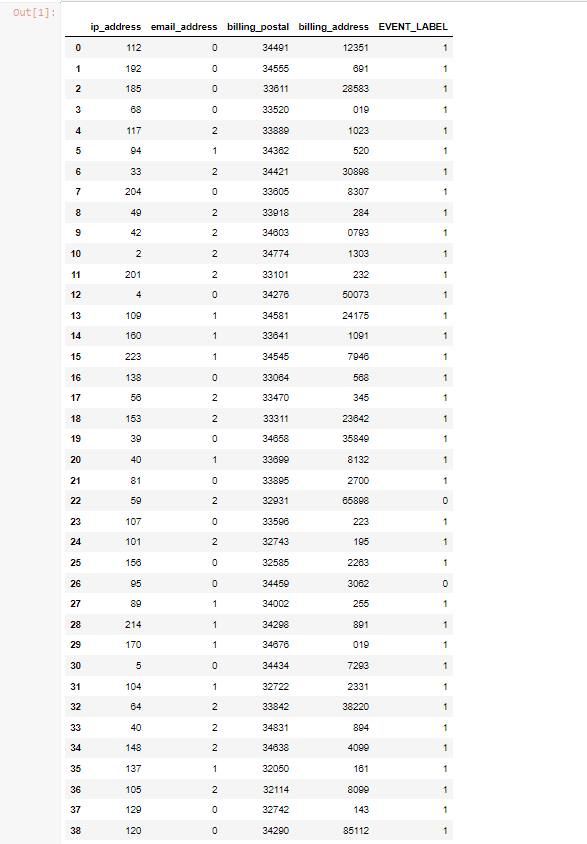 Out[1]:
ip_address email_address billing_postal billing_address EVENT_LABEL
0 112 0 34491 12351 1
1 192 0 34555 691 1
2 185 0 33611 28583 1
3 68 0 33520 019 1
4 117 2 33889 1023 1
5 94 1 34362 520 1
6 33 2 34421 30898 1
7 204 0 33605 8307 1
8 49 2 33918 284 1
9 42 2 34603 0793 1
10 2 2 34774 1303 1
11 201 2 33101 232 1
12 4 0 34276 50073 1
13 109 1 34581 24175 1
14 160 1 33641 1091 1
15 223 1 34545 7946 1
16 138 0 33064 568 1
17 56 2 33470 345 1
18 153 2 33311 23642 1
19 39 0 34658 35849 1
20 40 1 33699 8132 1
21 81 0 33895 2700 1
22 59 2 32931 65898 0
23 107 0 33596 223 1
24 101 2 32743 195 1
25 156 0 32585 2263 1
26 95 0 34459 3062 0
27 89 1 34002 255 1
28 214 1 34298 891 1
29 170 1 34676 019 1
30 5 0 34434 7293 1
31 104 1 32722 2331 1
32 64 2 33842 38220 1
33 40 2 34831 894 1
34 148 2 34638 4099 1
35 137 1 32050 161 1
36 105 2 32114 8099 1
37 129 0 32742 143 1
38 120 0 34290 85112 1